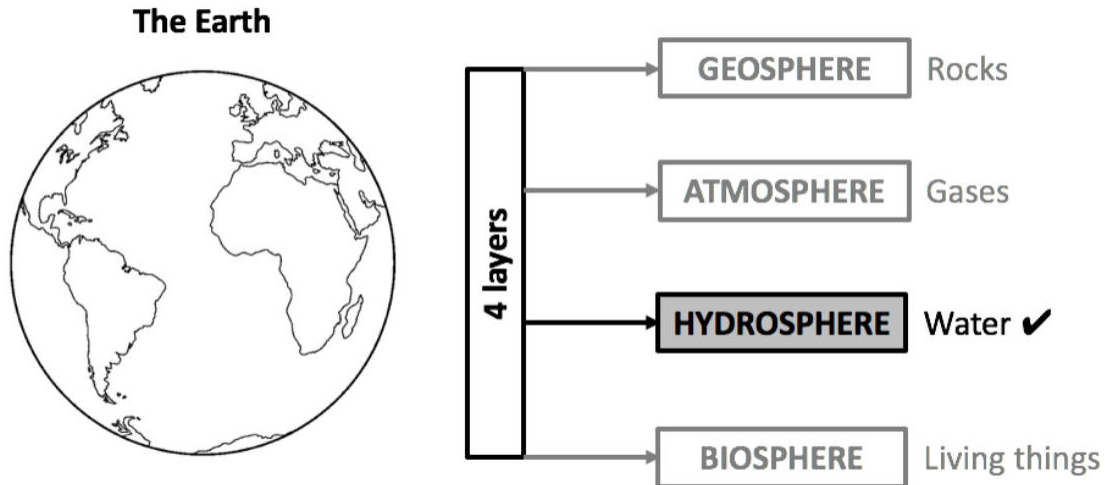 The Earth
4 layers
GEOSPHERE Rocks
ATMOSPHERE Gases
HYDROSPHERE Water ✔
BIOSPHERE Living things